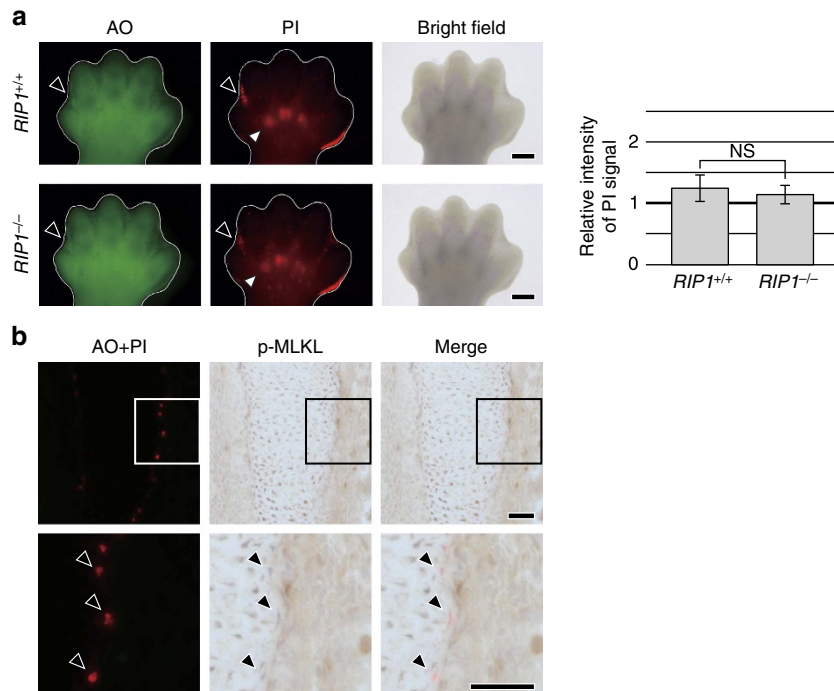 a
AO PI Bright field
RIP1+/+
RIP1–/–
Relative intensity
of PI signal
2
1
0
NS
RIP1+/+ RIP1–/–
b
AO+PI p-MLKL Merge